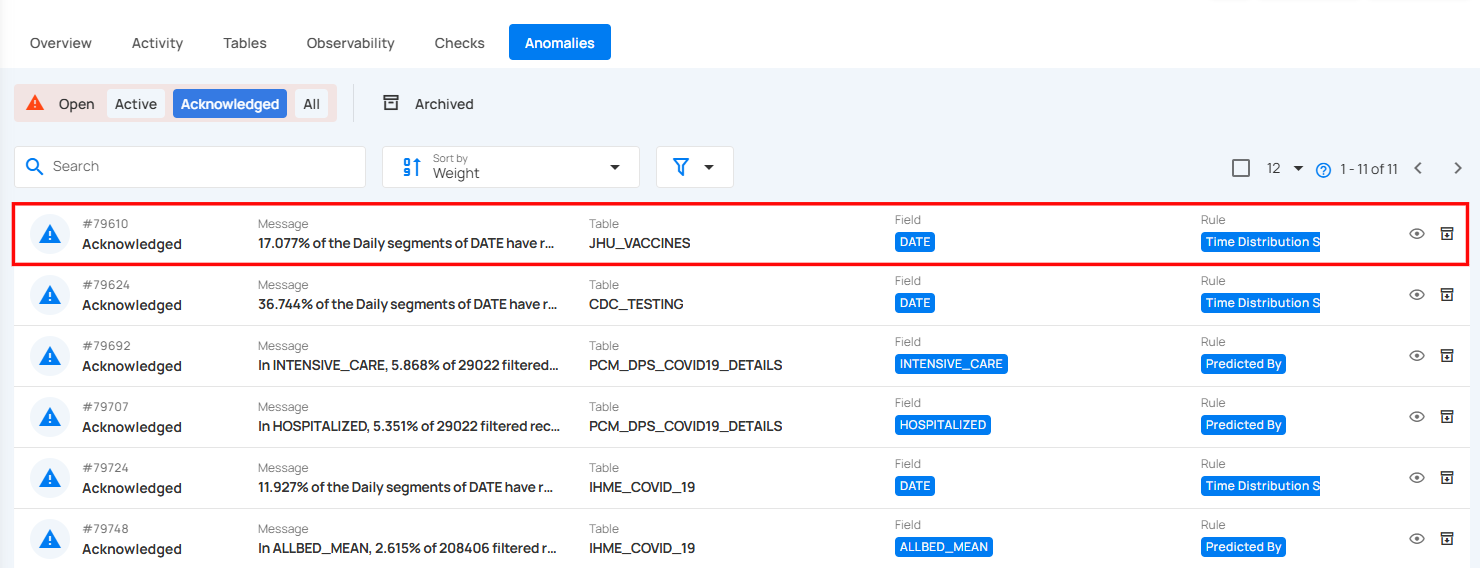 Overview Activity Tables Observability Checks Anomalies
Open Active Acknowledged All Archived
Search Sort by Weight 12 1 - 11 of 11
#79610 Message Table Field Rule
Acknowledged 17.077% of the Daily segments of DATE have r... JHU_VACCINES DATE Time Distribution S
#79624 Message Table Field Rule
Acknowledged 36.744% of the Daily segments of DATE have r... CDC_TESTING DATE Time Distribution S
#79692 Message Table Field Rule
Acknowledged In INTENSIVE_CARE, 5.868% of 29022 filtered... PCM_DPS_COVID19_DETAILS INTENSIVE_CARE Predicted By
#79707 Message Table Field Rule
Acknowledged In HOSPITALIZED, 5.351% of 29022 filtered rec... PCM_DPS_COVID19_DETAILS HOSPITALIZED Predicted By
#79724 Message Table Field Rule
Acknowledged 11.927% of the Daily segments of DATE have r... IHME_COVID_19 DATE Time Distribution S
#79748 Message Table Field Rule
Acknowledged In ALLBED_MEAN, 2.615% of 208406 filtered r... IHME_COVID_19 ALLBED_MEAN Predicted By